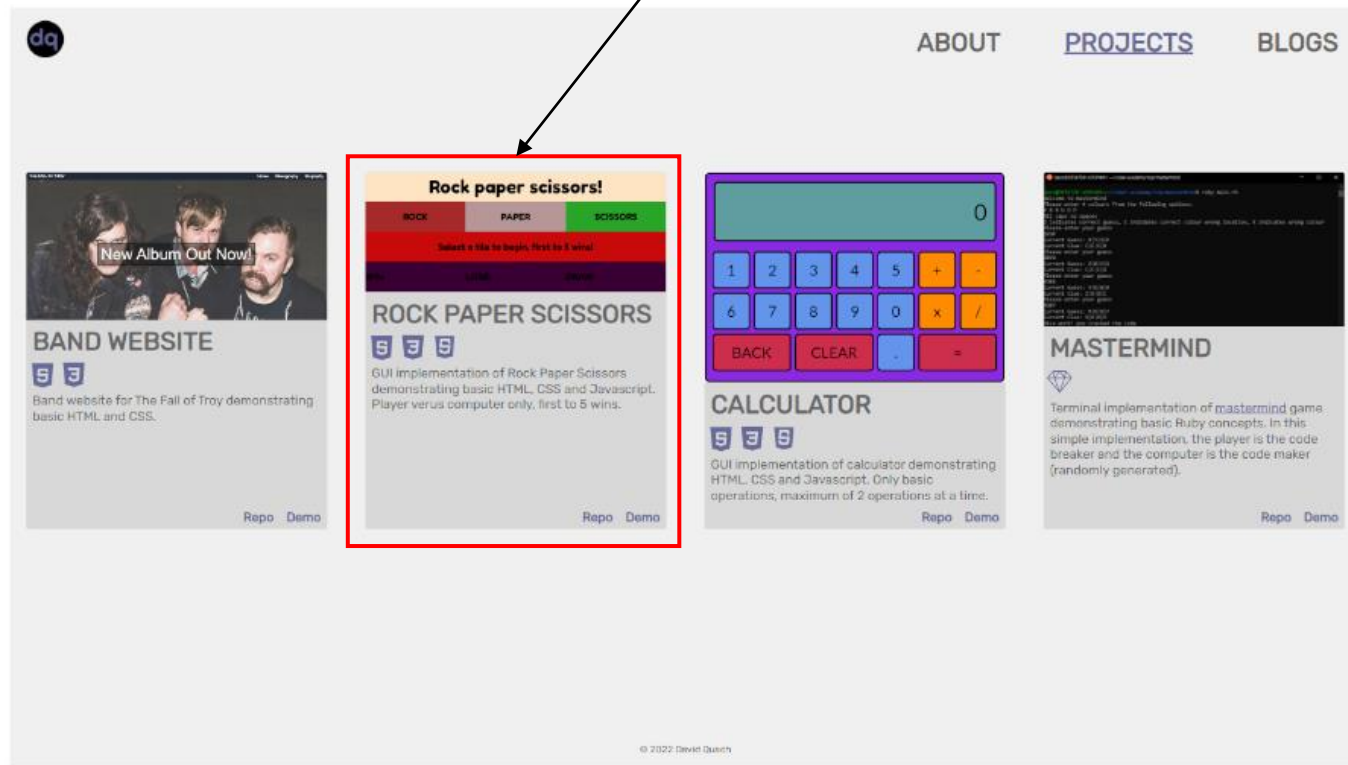 dq
ABOUT PROJECTS BLOGS
New Album Out Now!
BAND WEBSITE
Band website for The Fall of Troy demonstrating
basic HTML and CSS.
Repo Demo
Rock paper scissors!
ROCK PAPER SCISSORS
Select a tile to begin, first to 5 wins!
ROCK PAPER SCISSORS
GUI implementation of Rock Paper Scissors
demonstrating basic HTML, CSS and Javascript.
Player verus computer only, first to 5 wins.
Repo Demo
0
1 2 3 4 5 + -
6 7 8 9 0 x /
BACK CLEAR . =
CALCULATOR
GUI implementation of calculator demonstrating
HTML, CSS and Javascript. Only basic
operations, maximum of 2 operations at a time.
Repo Demo
MASTERMIND
Terminal implementation of mastermind game
demonstrating basic Ruby concepts. In this
simple implementation, the player is the code
breaker and the computer is the code maker
(randomly generated).
Repo Demo
© 2022 David Quach